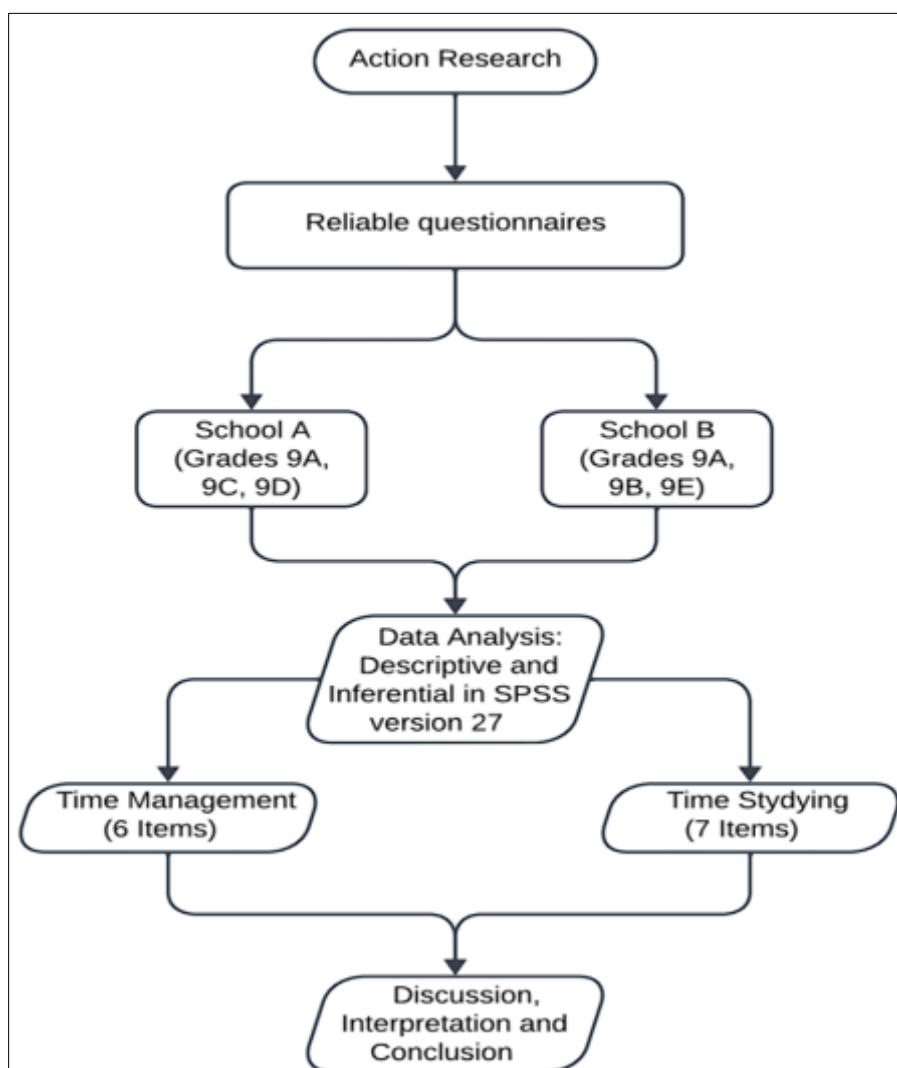 Action Research
Reliable questionnaires
School A
(Grades 9A,
9C, 9D)
School B
(Grades 9A,
9B, 9E)
Data Analysis:
Descriptive and
Inferential in SPSS
version 27
Time Management
(6 Items)
Time Stydying
(7 Items)
Discussion,
Interpretation and
Conclusion